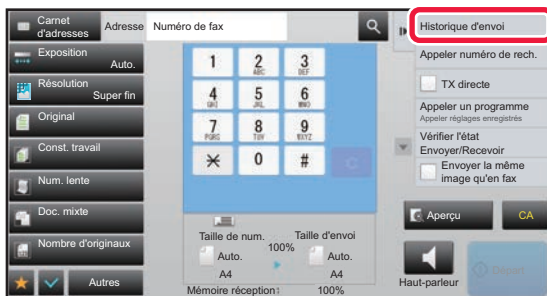 Carnet
d'adresses
Adresse
Numéro de fax
Exposition
Auto.
Résolution
Super fin
Original
Const. travail
Num. lente
Doc. mixte
Nombre d'originaux
Autres
1
2
ABC
3
DEF
4
GHI
5
JKL
6
MNO
7
PQRS
8
TUV
9
WXYZ
0
#
C
Taille de num.
100%
Taille d'envoi
Auto.
A4
Auto.
A4
Mémoire réception:
100%
Historique d'envoi
Appeler numéro de rech.
TX directe
Appeler un programme
Appeler réglages enregistrés
Vérifier l'état
Envoyer/Recevoir
Envoyer la même
image qu'en fax
Aperçu
CA
Haut-parleur
Départ